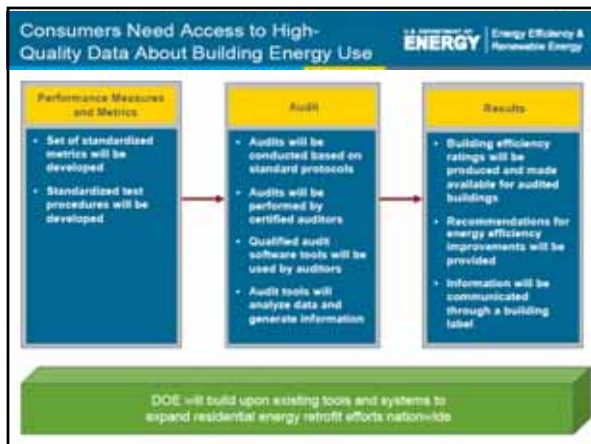 Consumers Need Access to High-
Quality Data About Building Energy Use
U.S. DEPARTMENT OF
ENERGY
Energy Efficiency &
Renewable Energy
Performance Measures
and Metrics
• Set of standardized
metrics will be
developed
• Standardized test
procedures will be
developed
Audit
• Audits will be
conducted based on
standard protocols
• Audits will be
performed by
certified auditors
• Qualified audit
software tools will be
used by auditors
• Audit tools will
analyze data and
generate information
Results
• Building efficiency
ratings will be
produced and made
available for audited
buildings
• Recommendations for
energy efficiency
improvements will be
provided
• Information will be
communicated
through a building
label
DOE will build upon existing tools and systems to
expand residential energy retrofit efforts nationwide